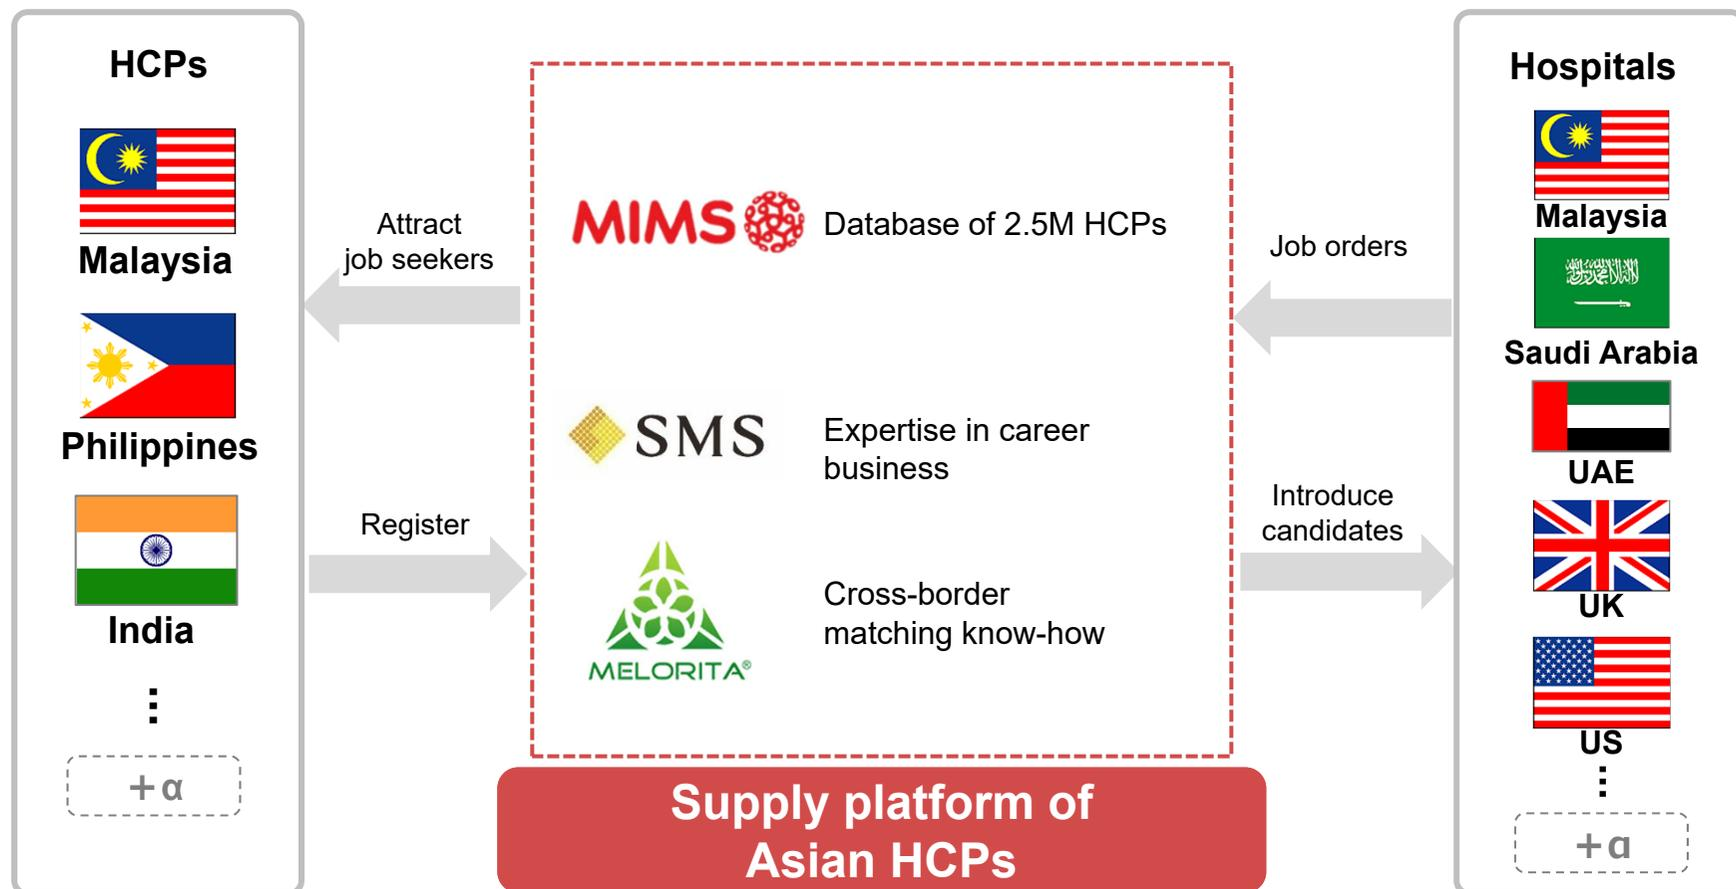 HCPs
Malaysia
Philippines
India
⋮
+α
Attract
job seekers
Register
MIMS
Database of 2.5M HCPs
SMS
Expertise in career
business
MELORITA®
Cross-border
matching know-how
Supply platform of
Asian HCPs
Job orders
Introduce
candidates
Hospitals
Malaysia
Saudi Arabia
UAE
UK
US
⋮
+α